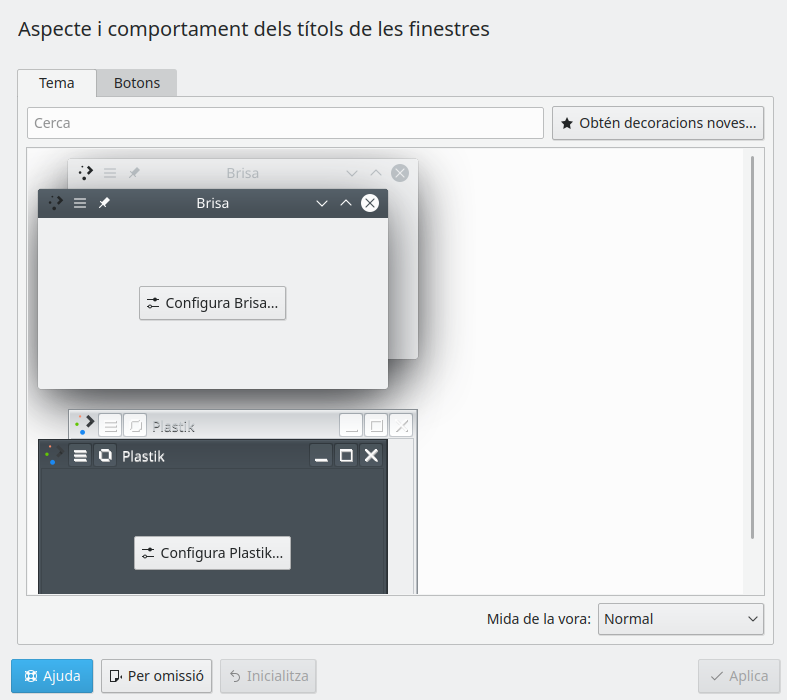 Aspecte i comportament dels títols de les finestres
Tema
Botons
Cerca
Obtén decoracions noves...
Brisa
Brisa
Configura Brisa...
Plastik
Plastik
Configura Plastik...
Mida de la vora:
Normal
Ajuda
Per omissió
Inicialitza
Aplica